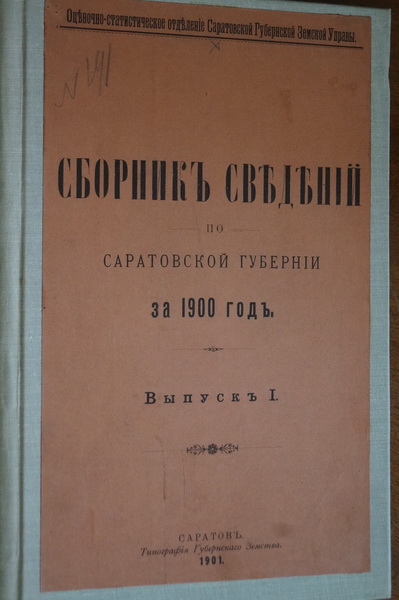 Оцѣночно-статистическое отдѣленіе Саратовской Губернской Земской Управы.
№ 191
СБОРНИКЪ СВѢДѢНІЙ
ПО
САРАТОВСКОЙ ГУБЕРНІИ
за 1900 годъ.
Выпускъ I.
САРАТОВЪ.
Типографія Губернскаго Земства.
1901.